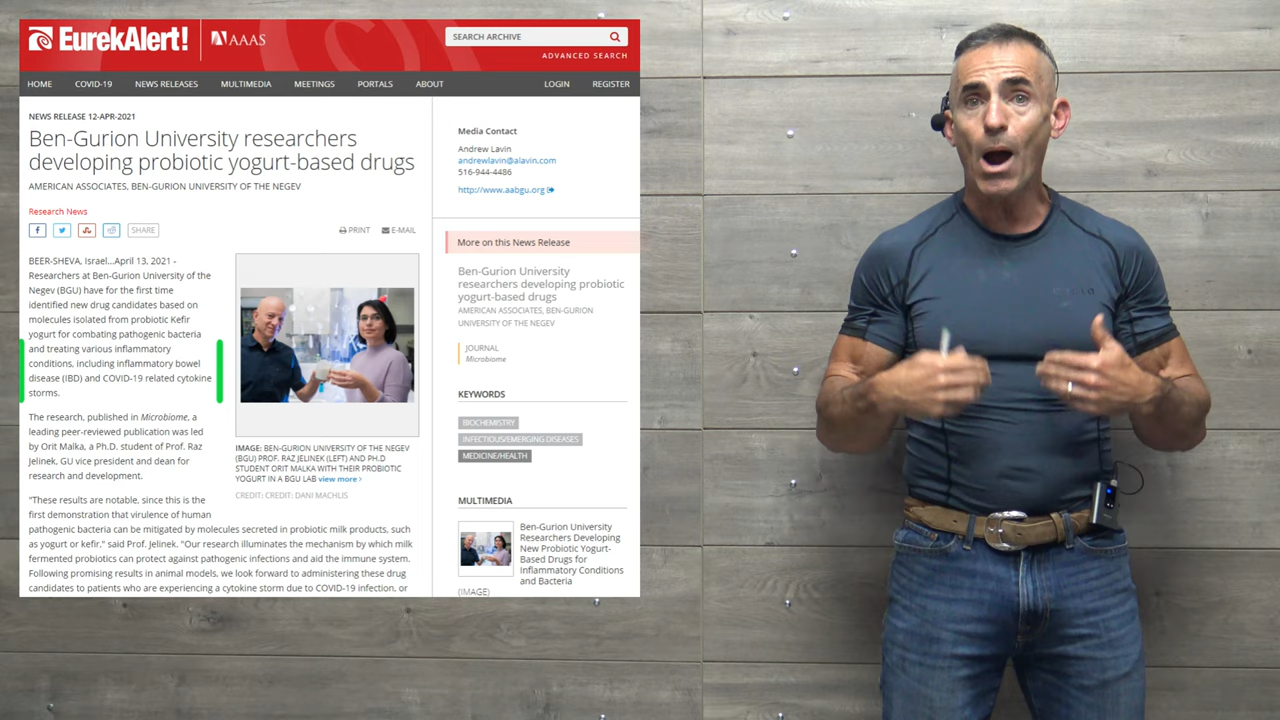 EurekAlert!
AAAS
SEARCH ARCHIVE
ADVANCED SEARCH
HOME COVID-19 NEWS RELEASES MULTIMEDIA MEETINGS PORTALS ABOUT LOGIN REGISTER
NEWS RELEASE 12-APR-2021
Ben-Gurion University researchers
developing probiotic yogurt-based drugs
AMERICAN ASSOCIATES, BEN-GURION UNIVERSITY OF THE NEGEV
Research News
SHARE
PRINT E-MAIL
BEER-SHEVA, Israel...April 13, 2021 -
Researchers at Ben-Gurion University of the
Negev (BGU) have for the first time
identified new drug candidates based on
molecules isolated from probiotic Kefir
yogurt for combating pathogenic bacteria
and treating various inflammatory
conditions, including inflammatory bowel
disease (IBD) and COVID-19 related cytokine
storms.
The research, published in Microbiome, a
leading peer-reviewed publication was led
by Orit Malka, a Ph.D. student of Prof. Raz
Jelinek, GU vice president and dean for
research and development.
"These results are notable, since this is the
first demonstration that virulence of human
pathogenic bacteria can be mitigated by molecules secreted in probiotic milk products, such
as yogurt or kefir," said Prof. Jelinek. "Our research illuminates the mechanism by which milk
fermented probiotics can protect against pathogenic infections and aid the immune system.
Following promising results in animal models, we look forward to administering these drug
candidates to patients who are experiencing a cytokine storm due to COVID-19 infection, or
IMAGE: BEN-GURION UNIVERSITY OF THE NEGEV
(BGU) PROF. RAZ JELINEK (LEFT) AND PH.D
STUDENT ORIT MALKA WITH THEIR PROBIOTIC
YOGURT IN A BGU LAB view more >
CREDIT: CREDIT: DANI MACHLIS
Media Contact
Andrew Lavin
andrewlavin@alavin.com
516-944-4486
http://www.aabgu.org
More on this News Release
Ben-Gurion University
researchers developing probiotic
yogurt-based drugs
AMERICAN ASSOCIATES, BEN-GURION
UNIVERSITY OF THE NEGEV
JOURNAL
Microbiome
KEYWORDS
BIOCHEMISTRY
INFECTIOUS/EMERGING DISEASES
MEDICINE/HEALTH
MULTIMEDIA
Ben-Gurion University
Researchers Developing
New Probiotic Yogurt-
Based Drugs for
Inflammatory Conditions
and Bacteria
(IMAGE)